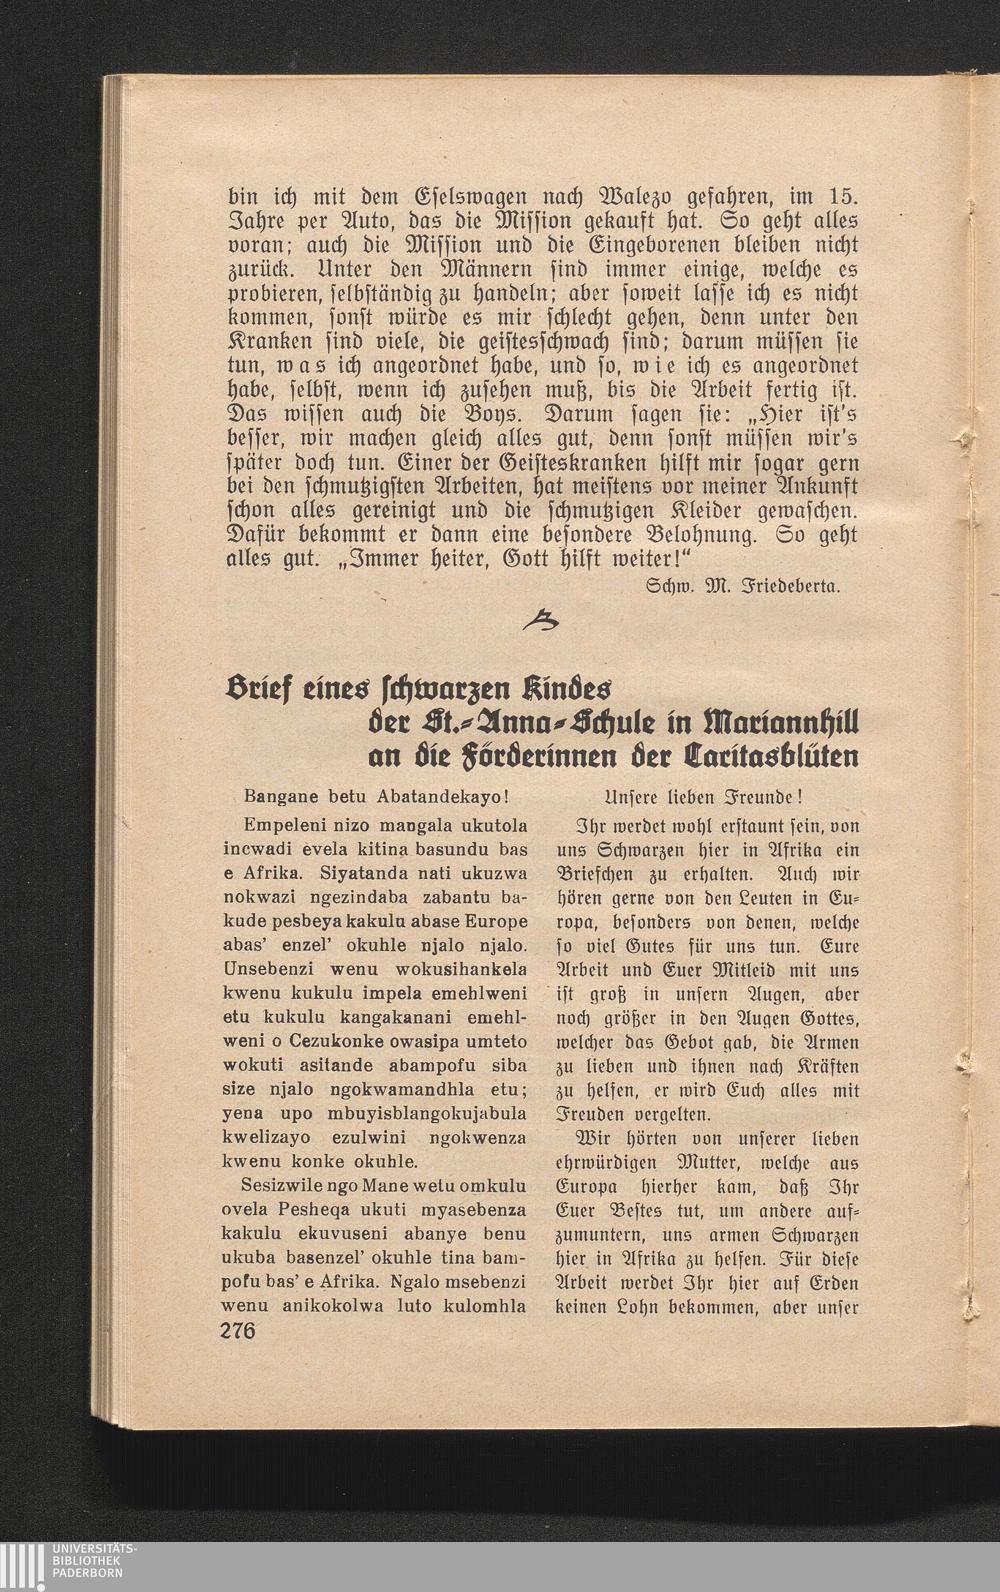 bin ich mit dem Eselswagen nach Walezo gefahren, im 15.
Jahre per Auto, das die Mission gekauft hat. So geht alles
voran; auch die Mission und die Eingeborenen bleiben nicht
zurück. Unter den Männern sind immer einige, welche es
probieren, selbständig zu handeln; aber soweit lasse ich es nicht
kommen, sonst würde es mir schlecht gehen, denn unter den
Kranken sind viele, die geistesschwach sind; darum müssen sie
tun, was ich angeordnet habe, und so, wie ich es angeordnet
habe, selbst, wenn ich zusehen muß, bis die Arbeit fertig ist.
Das wissen auch die Boys. Darum sagen sie: „Hier ist's
besser, wir machen gleich alles gut, denn sonst müssen wir's
später doch tun. Einer der Geisteskranken hilft mir sogar gern
bei den schmutzigsten Arbeiten, hat meistens vor meiner Ankunft
schon alles gereinigt und die schmutzigen Kleider gewaschen.
Dafür bekommt er dann eine besondere Belohnung. So geht
alles gut. „Immer heiter, Gott hilft weiter!“
Schw. M. Friedeberta.
Brief eines schwarzen Kindes
der St.-Anna-Schule in Mariannhill
an die Förderinnen der Caritasblüten
Bangane betu Abatandekayo!
Empeleni nizo mangala ukutola
incwadi evela kitina basundu bas
e Afrika. Siyatanda nati ukuzwa
nokwazi ngezindaba zabantu ba-
kude pesbeya kakulu abase Europe
abas' enzel' okuhle njalo njalo.
Unsebenzi wenu wokusihankela
kwenu kukulu impela emehlweni
etu kukulu kangakanani emehl-
weni o Cezukonke owasipa umteto
wokuti asitande abampofu siba
size njalo ngokwamandhla etu;
yena upo mbuyisblangokujabula
kwelizayo ezulwini ngokwenza
kwenu konke okuhle.
Sesizwile ngo Mane wetu omkulu
ovela Pesheqa ukuti myasebenza
kakulu ekuvuseni abanye benu
ukuba basenzel' okuhle tina bam-
pofu bas' e Afrika. Ngalo msebenzi
wenu anikokolwa luto kulomhla
276
Unsere lieben Freunde!
Ihr werdet wohl erstaunt sein, von
uns Schwarzen hier in Afrika ein
Briefchen zu erhalten. Auch wir
hören gerne von den Leuten in Eu-
ropa, besonders von denen, welche
so viel Gutes für uns tun. Eure
Arbeit und Euer Mitleid mit uns
ist groß in unsern Augen, aber
noch größer in den Augen Gottes,
welcher das Gebot gab, die Armen
zu lieben und ihnen nach Kräften
zu helfen, er wird Euch alles mit
Freuden vergelten.
Wir hörten von unserer lieben
ehrwürdigen Mutter, welche aus
Europa hierher kam, daß Ihr
Euer Bestes tut, um andere auf-
zumuntern, uns armen Schwarzen
hier in Afrika zu helfen. Für diese
Arbeit werdet Ihr hier auf Erden
keinen Lohn bekommen, aber unser
UNIVERSITÄTS-
BIBLIOTHEK
PADERBORN